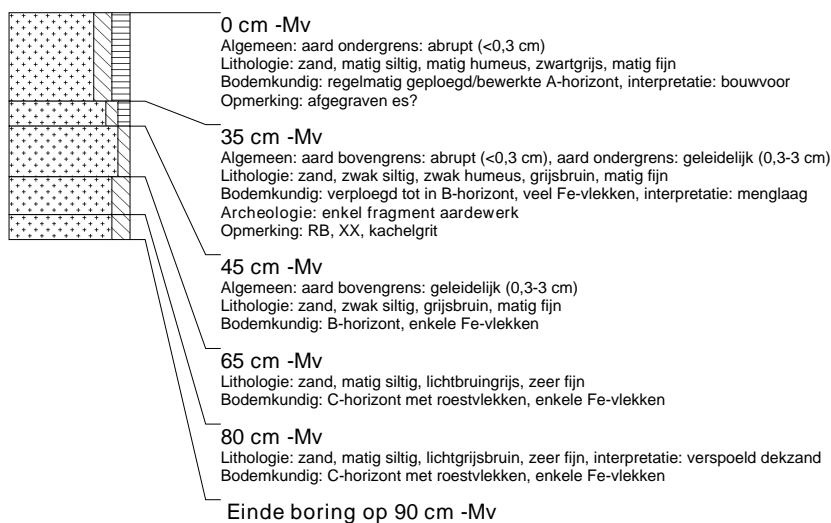 0 cm -Mv
Algemeen: aard ondergrens: abrupt (<0,3 cm)
Lithologie: zand, matig siltig, matig humeus, zwartgrijs, matig fijn
Bodemkundig: regelmatig geploegd/bewerkte A-horizont, interpretatie: bouwvoor
Opmerking: afgegraven es?
35 cm -Mv
Algemeen: aard bovengrens: abrupt (<0,3 cm), aard ondergrens: geleidelijk (0,3-3 cm)
Lithologie: zand, zwak siltig, zwak humeus, grijsbruin, matig fijn
Bodemkundig: verploegd tot in B-horizont, veel Fe-vlekken, interpretatie: menglaag
Archeologie: enkel fragment aardewerk
Opmerking: RB, XX, kachelgrit
45 cm -Mv
Algemeen: aard bovengrens: geleidelijk (0,3-3 cm)
Lithologie: zand, zwak siltig, grijsbruin, matig fijn
Bodemkundig: B-horizont, enkele Fe-vlekken
65 cm -Mv
Lithologie: zand, matig siltig, lichtbruingrijs, zeer fijn
Bodemkundig: C-horizont met roestvlekken, enkele Fe-vlekken
80 cm -Mv
Lithologie: zand, matig siltig, lichtgrijsbruin, zeer fijn, interpretatie: verspoeld dekzand
Bodemkundig: C-horizont met roestvlekken, enkele Fe-vlekken
Einde boring op 90 cm -Mv